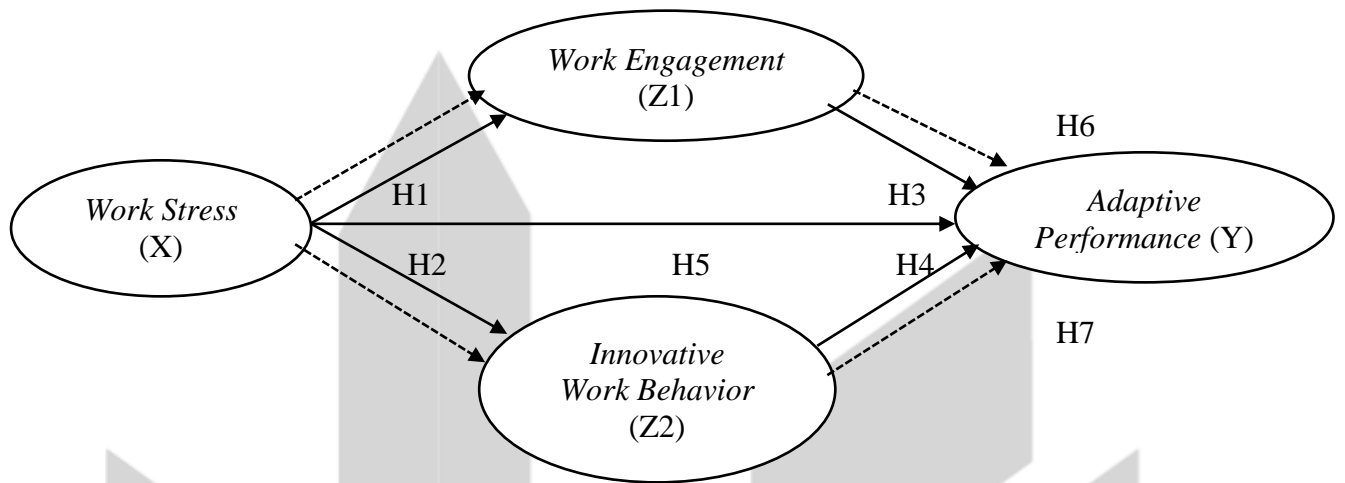 Work Engagement
(Z1)
H6
Work Stress
(X)
H1
H3
Adaptive
Performance (Y)
H2
H5
H4
H7
Innovative
Work Behavior
(Z2)